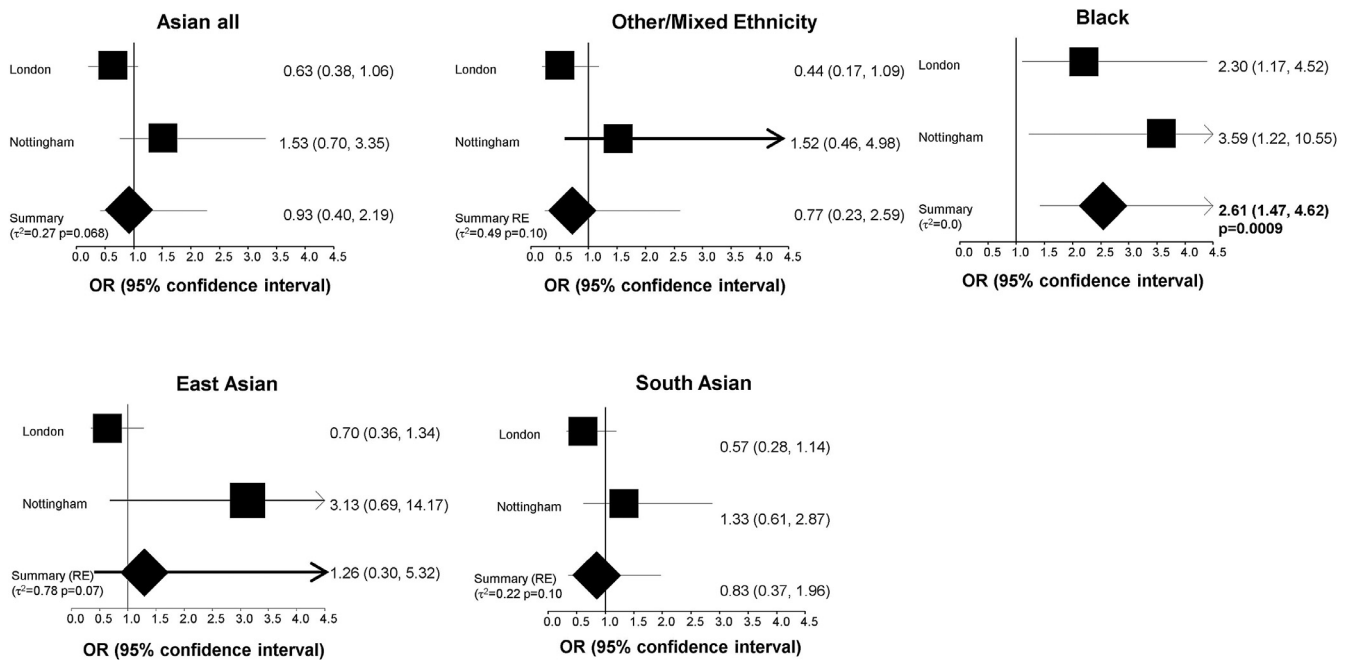 Asian all
London 0.63 (0.38, 1.06)
Nottingham 1.53 (0.70, 3.35)
Summary 0.93 (0.40, 2.19)
(τ²=0.27 p=0.068)
0.0 0.5 1.0 1.5 2.0 2.5 3.0 3.5 4.5
OR (95% confidence interval)
Other/Mixed Ethnicity
London 0.44 (0.17, 1.09)
Nottingham 1.52 (0.46, 4.98)
Summary RE 0.77 (0.23, 2.59)
(τ²=0.49 p=0.10)
0.0 0.5 1.0 1.5 2.0 2.5 3.0 3.5 4.5
OR (95% confidence interval)
Black
London 2.30 (1.17, 4.52)
Nottingham 3.59 (1.22, 10.55)
Summary 2.61 (1.47, 4.62)
(τ²=0.0) p=0.0009
0.0 0.5 1.0 1.5 2.0 2.5 3.0 3.5 4.5
OR (95% confidence interval)
East Asian
London 0.70 (0.36, 1.34)
Nottingham 3.13 (0.69, 14.17)
Summary (RE) 1.26 (0.30, 5.32)
(τ²=0.78 p=0.07)
0.0 0.5 1.0 1.5 2.0 2.5 3.0 3.5 4.5
OR (95% confidence interval)
South Asian
London 0.57 (0.28, 1.14)
Nottingham 1.33 (0.61, 2.87)
Summary (RE) 0.83 (0.37, 1.96)
(τ²=0.22 p=0.10
0.0 0.5 1.0 1.5 2.0 2.5 3.0 3.5 4.5
OR (95% confidence interval)